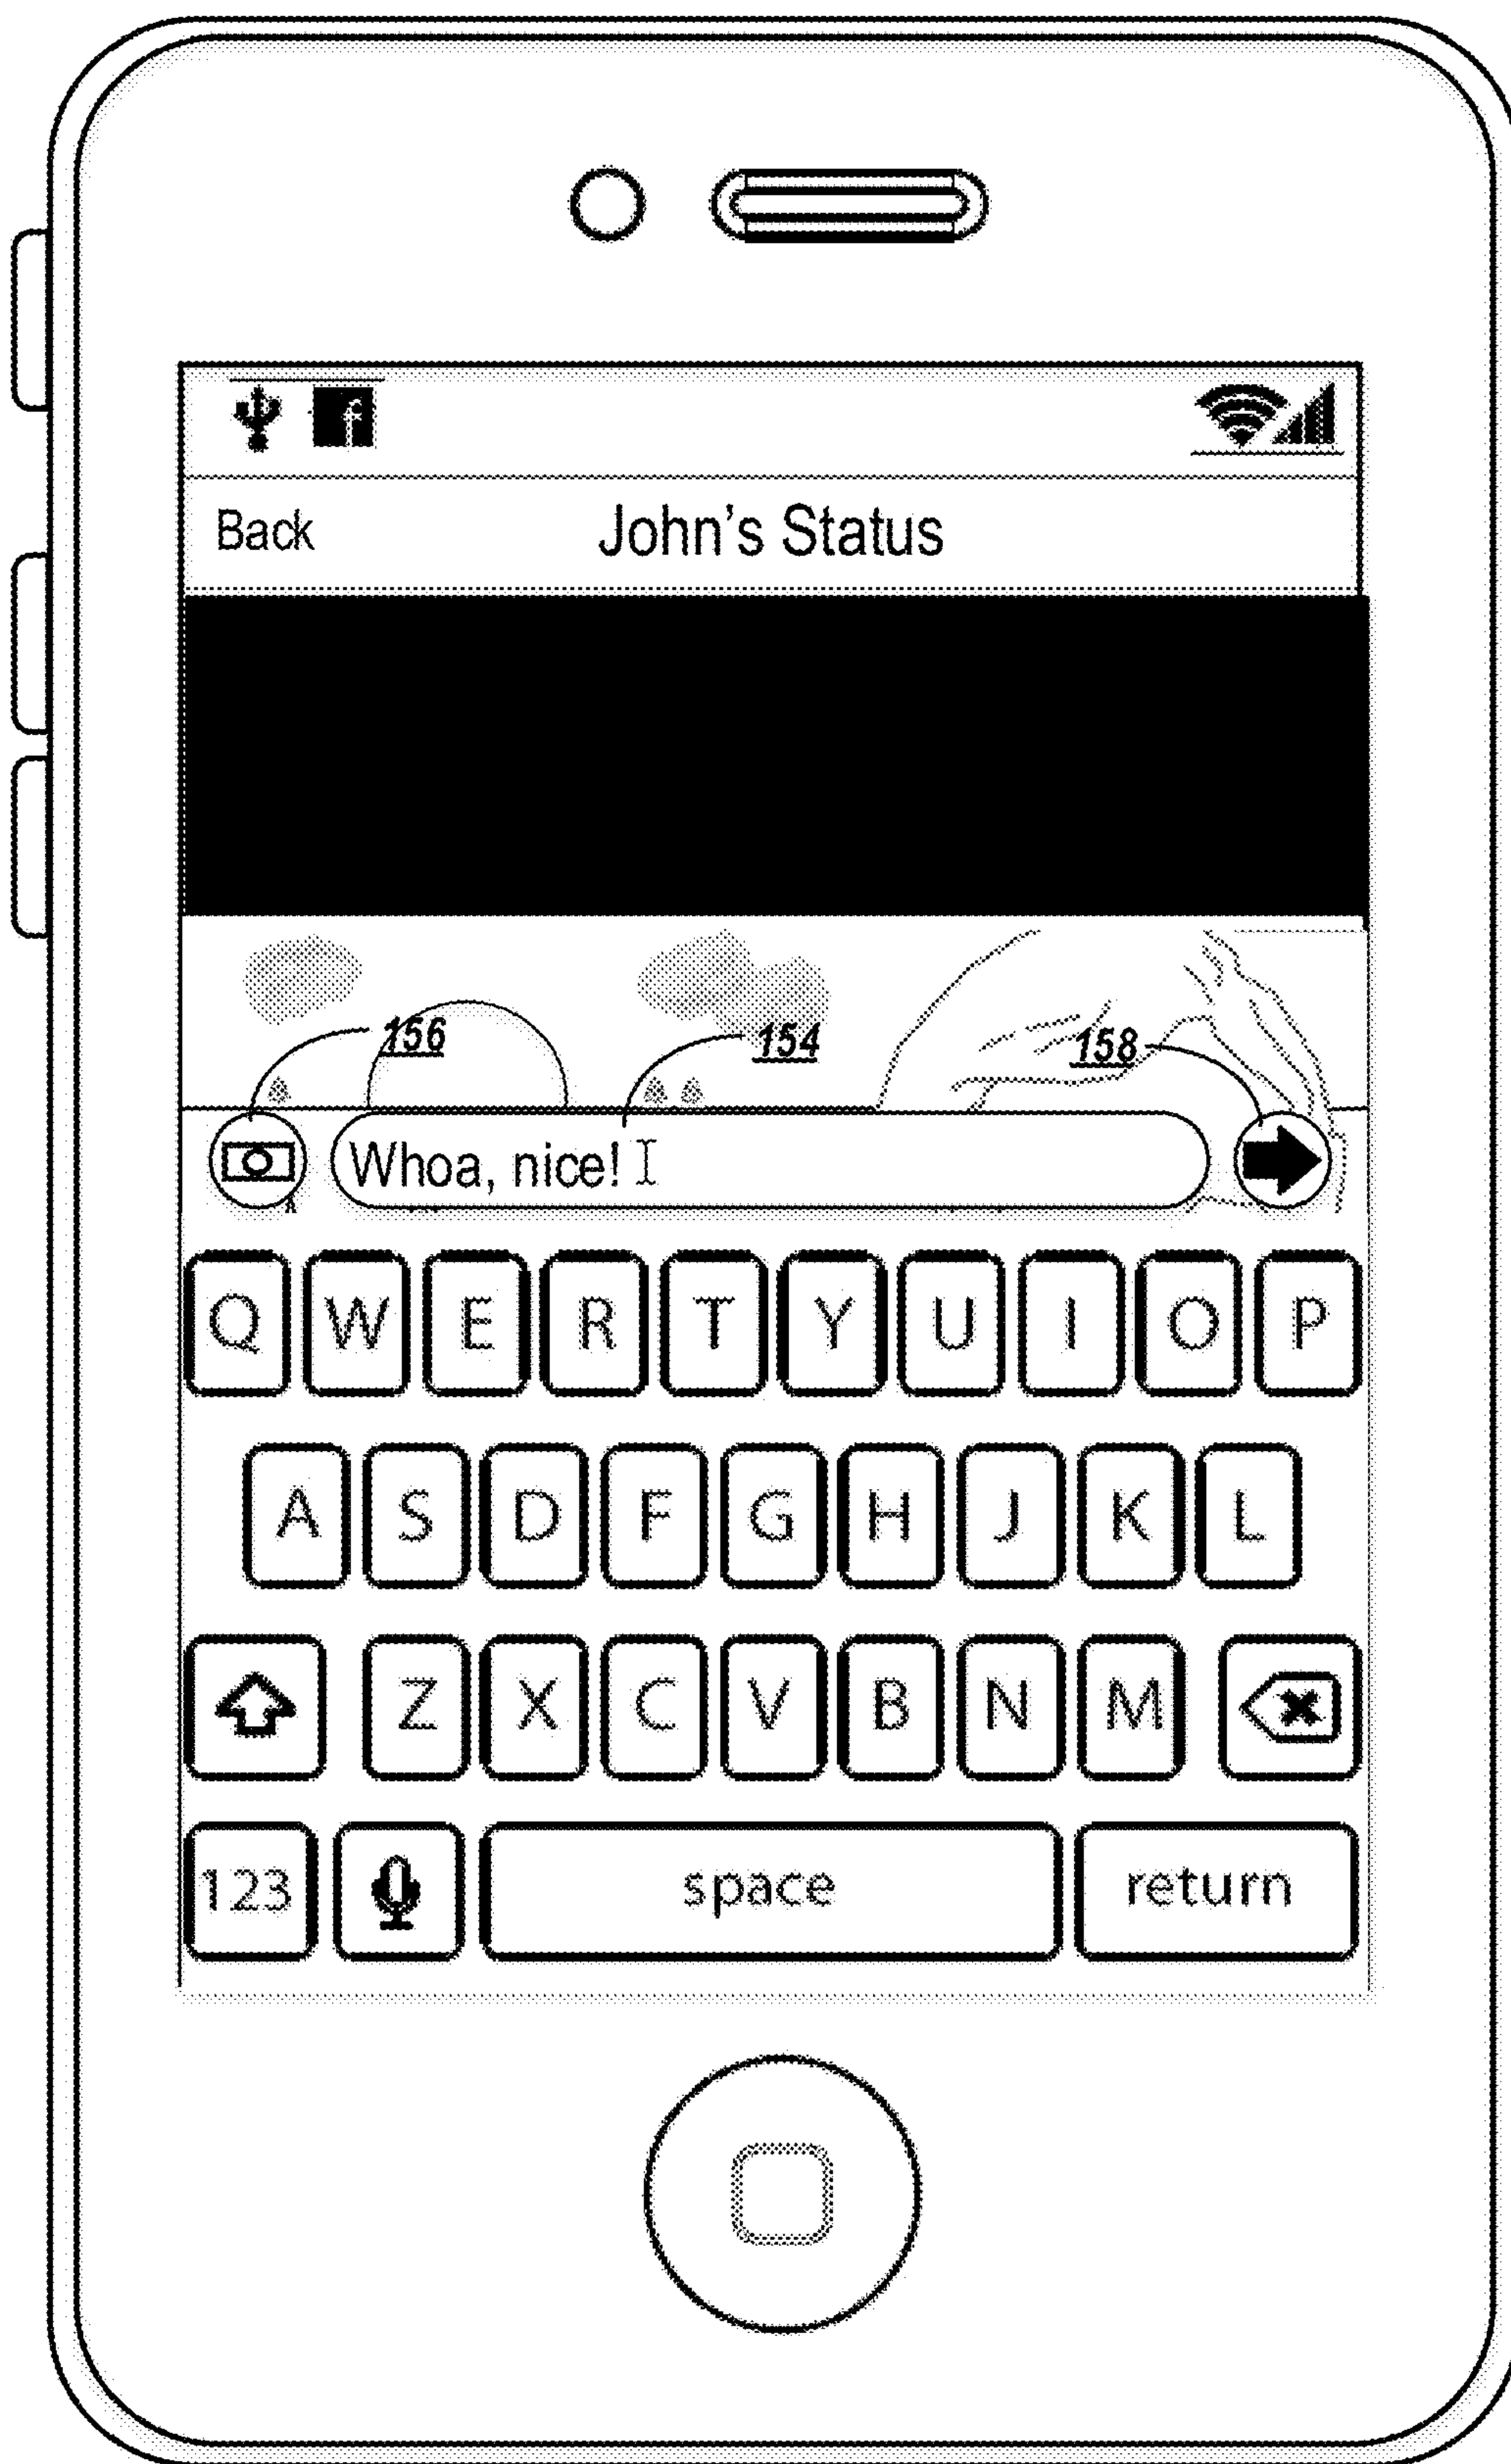 f
Back John's Status
156 154 158
Whoa, nice!
Q W E R T Y U I O P
A S D F G H J K L
Z X C V B N M
123 space return